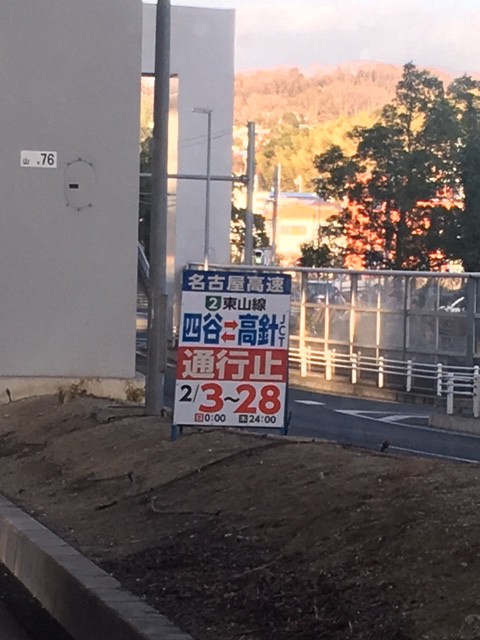 山 76
名古屋高速
2 東山線
四谷⇄高針JCT
通行止
2/3~28
日0:00 木24:00